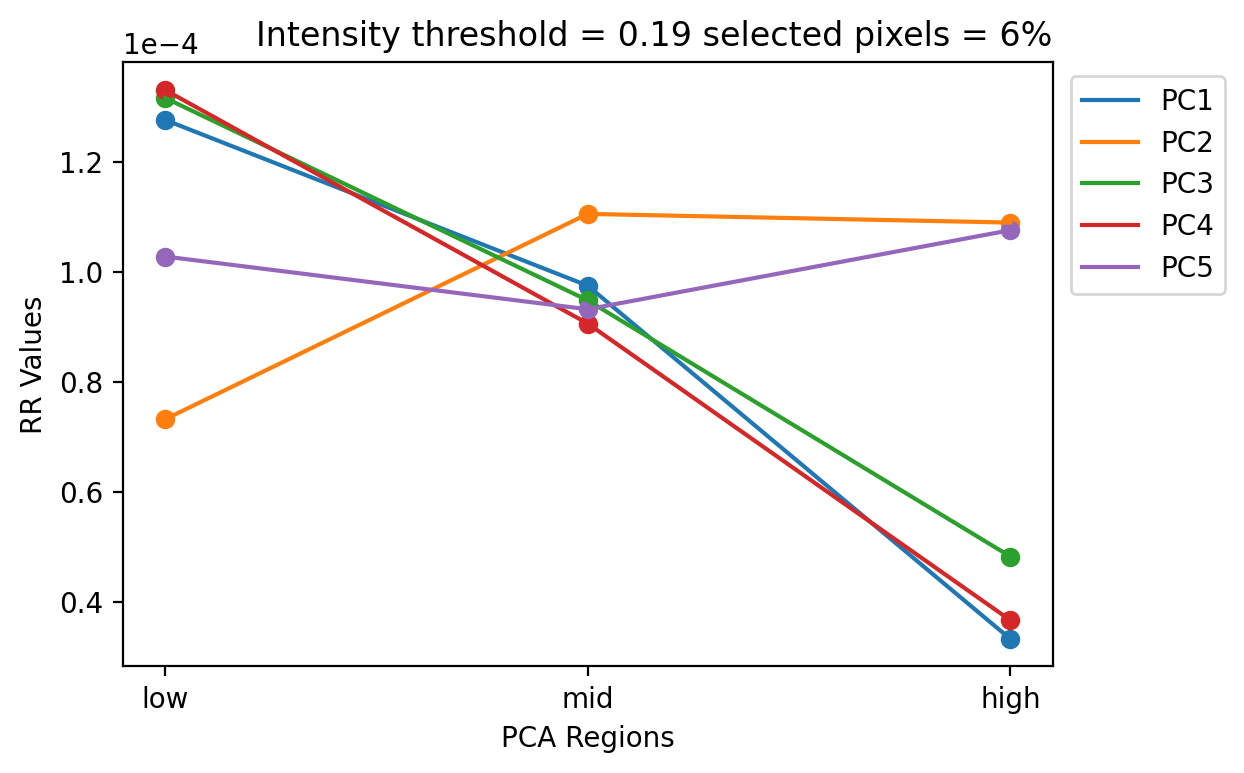 Intensity threshold = 0.19 selected pixels = 6%
1e−4
1.2
1.0
0.8
0.6
0.4
RR Values
low
mid
high
PCA Regions
PC1
PC2
PC3
PC4
PC5